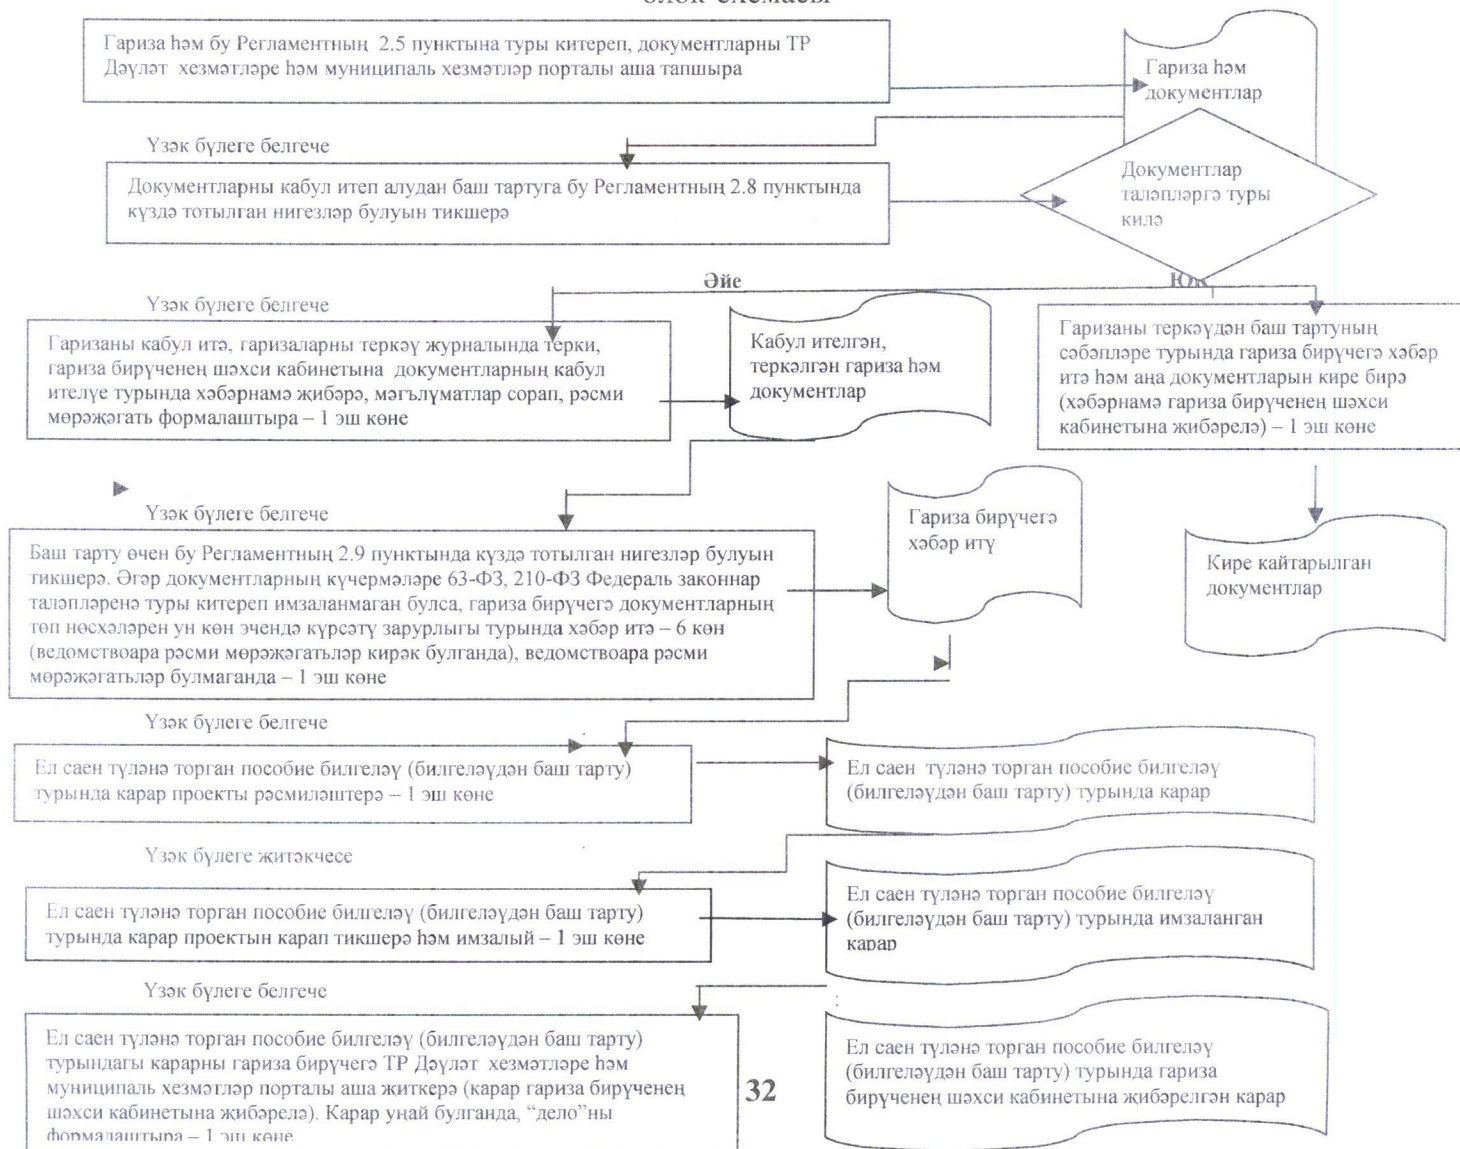 блок-схемасы
Гариза һәм бу Регламентның 2.5 пунктына туры китереп, документларны ТР
Дәүләт хезмәтләре һәм муниципаль хезмәтләр порталы аша тапшыра
Гариза һәм
документлар
Үзәк бүлеге белгече
Документларны кабул итеп алудан баш тартуга бу Регламентның 2.8 пунктында
күздә тотылган нигезләр булуын тикшерә
Документлар
таләпләргә туры
килә
Әйе
Юк
Үзәк бүлеге белгече
Гаризаны кабул итә, гаризаларны теркәү журналында терки,
гариза бирүченең шәхси кабинетына документларның кабул
ителүе турында хәбәрнамә җибәрә, мәгълүматлар сорап, рәсми
мөрәҗәгать формалаштыра – 1 эш көне
Кабул ителгән,
теркәлгән гариза һәм
документлар
Гаризаны теркәүдән баш тартуның
сәбәпләре турында гариза бирүчегә хәбәр
итә һәм аңа документларын кире бирә
(хәбәрнамә гариза бирүченең шәхси
кабинетына җибәрелә) – 1 эш көне
Үзәк бүлеге белгече
Баш тарту өчен бу Регламентның 2.9 пунктында күздә тотылган нигезләр булуын
тикшерә. Әгәр документларның күчермәләре 63-ФЗ, 210-ФЗ Федераль законнар
таләпләренә туры китереп имзаланмаган булса, гариза бирүчегә документларның
төп нөсхәләрен ун көн эчендә күрсәтү зарурлыгы турында хәбәр итә – 6 көн
(ведомствоара рәсми мөрәҗәгатьләр кирәк булганда), ведомствоара рәсми
мөрәҗәгатьләр булмаганда – 1 эш көне
Гариза бирүчегә
хәбәр итү
Кире кайтарылган
документлар
Үзәк бүлеге белгече
Ел саен түләнә торган пособие билгеләү (билгеләүдән баш тарту)
турында карар проекты рәсмиләштерә – 1 эш көне
Ел саен түләнә торган пособие билгеләү
(билгеләүдән баш тарту) турында карар
Үзәк бүлеге җитәкчесе
Ел саен түләнә торган пособие билгеләү (билгеләүдән баш тарту)
турында карар проектын карап тикшерә һәм имзалый – 1 эш көне
Ел саен түләнә торган пособие билгеләү
(билгеләүдән баш тарту) турында имзаланган
карар
Үзәк бүлеге белгече
Ел саен түләнә торган пособие билгеләү (билгеләүдән баш тарту)
турындагы карарны гариза бирүчегә ТР Дәүләт хезмәтләре һәм
муниципаль хезмәтләр порталы аша җиткерә (карар гариза бирүченең
шәхси кабинетына җибәрелә). Карар уңай булганда, “дело”ны
формалаштыра – 1 эш көне
32
Ел саен түләнә торган пособие билгеләү
(билгеләүдән баш тарту) турында гариза
бирүченең шәхси кабинетына җибәрелгән карар